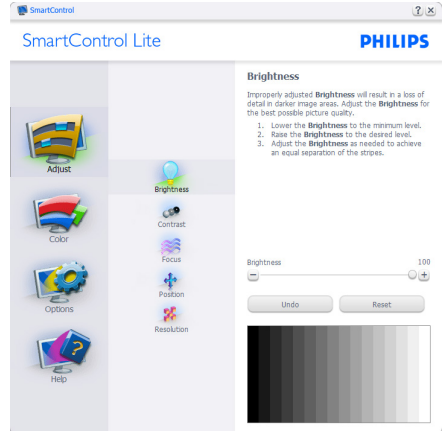 SmartControl
SmartControl Lite
PHILIPS
Adjust
Color
Options
Help
Brightness
Contrast
Focus
Position
Resolution
Brightness
Improperly adjusted Brightness will result in a loss of
detail in darker image areas. Adjust the Brightness for
the best possible picture quality.
1. Lower the Brightness to the minimum level.
2. Raise the Brightness to the desired level.
3. Adjust the Brightness as needed to achieve
an equal separation of the stripes.
Brightness 100
Undo Reset